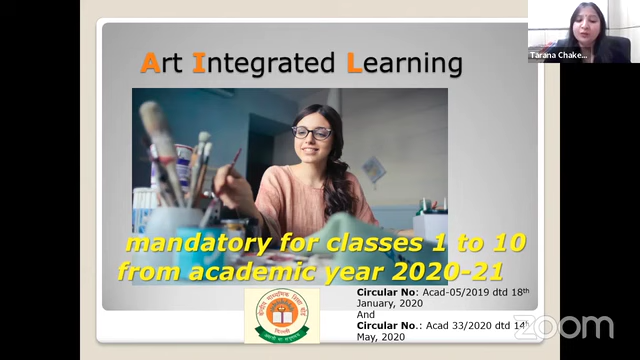 Art Integrated Learning
Tarana Chake...
mandatory for classes 1 to 10
from academic year 2020-21
Circular No: Acad-05/2019 dtd 18th
January, 2020
And
Circular No.: Acad 33/2020 dtd 14th
May, 2020
zoom